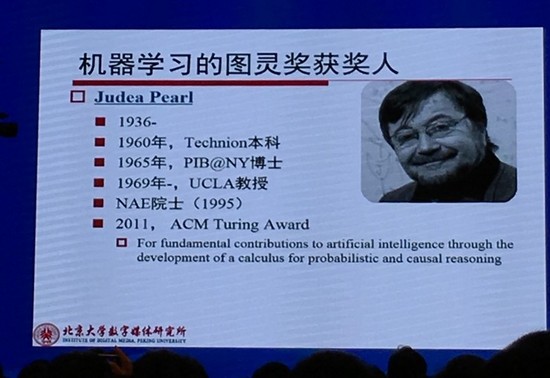 机器学习的图灵奖获奖人
Judea Pearl
1936-
1960年，Technion本科
1965年，PIB@NY博士
1969年-，UCLA教授
NAE院士（1995）
2011， ACM Turing Award
For fundamental contributions to artificial intelligence through the
development of a calculus for probabilistic and causal reasoning
北京大学数字媒体研究所
INSTITUTE OF DIGITAL MEDIA, PEKING UNIVERSITY